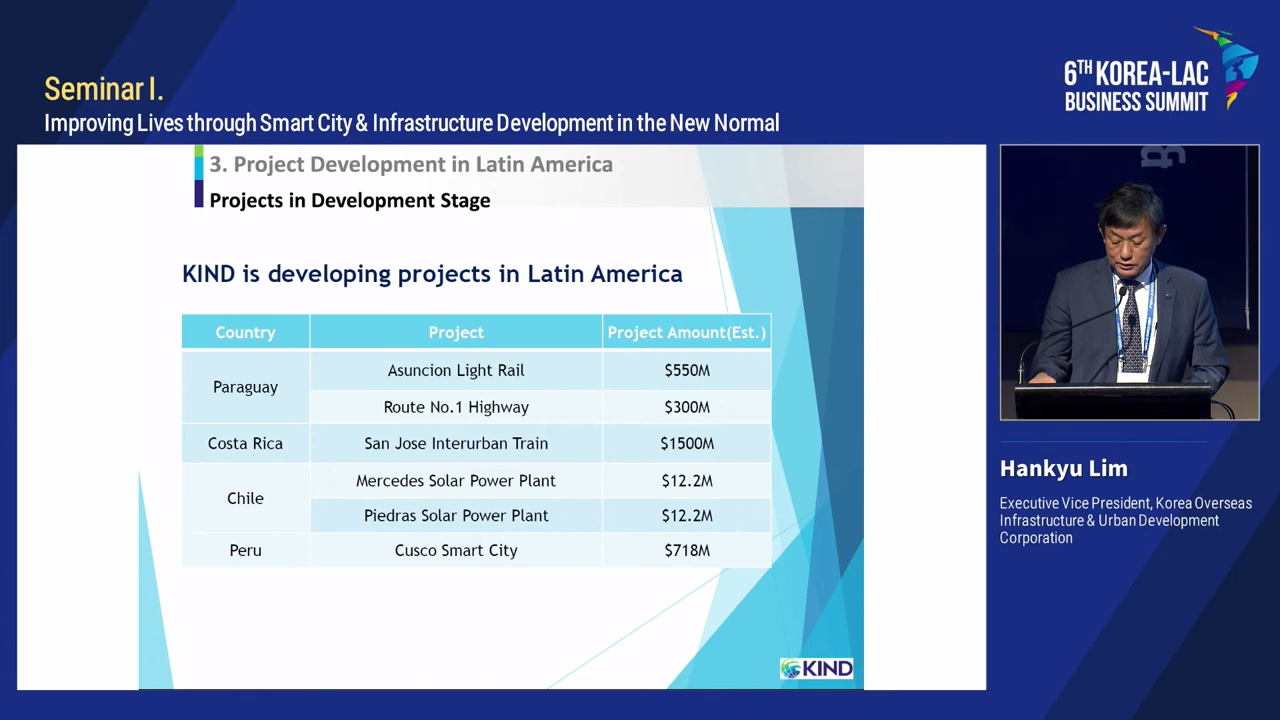 Seminar I.
Improving Lives through Smart City & Infrastructure Development in the New Normal
6TH KOREA-LAC
BUSINESS SUMMIT
3. Project Development in Latin America
Projects in Development Stage
KIND is developing projects in Latin America
Country Project Project Amount(Est.)
Paraguay Asuncion Light Rail $550M
Route No.1 Highway $300M
Costa Rica San Jose Interurban Train $1500M
Chile Mercedes Solar Power Plant $12.2M
Piedras Solar Power Plant $12.2M
Peru Cusco Smart City $718M
KIND
Hankyu Lim
Executive Vice President, Korea Overseas
Infrastructure & Urban Development
Corporation